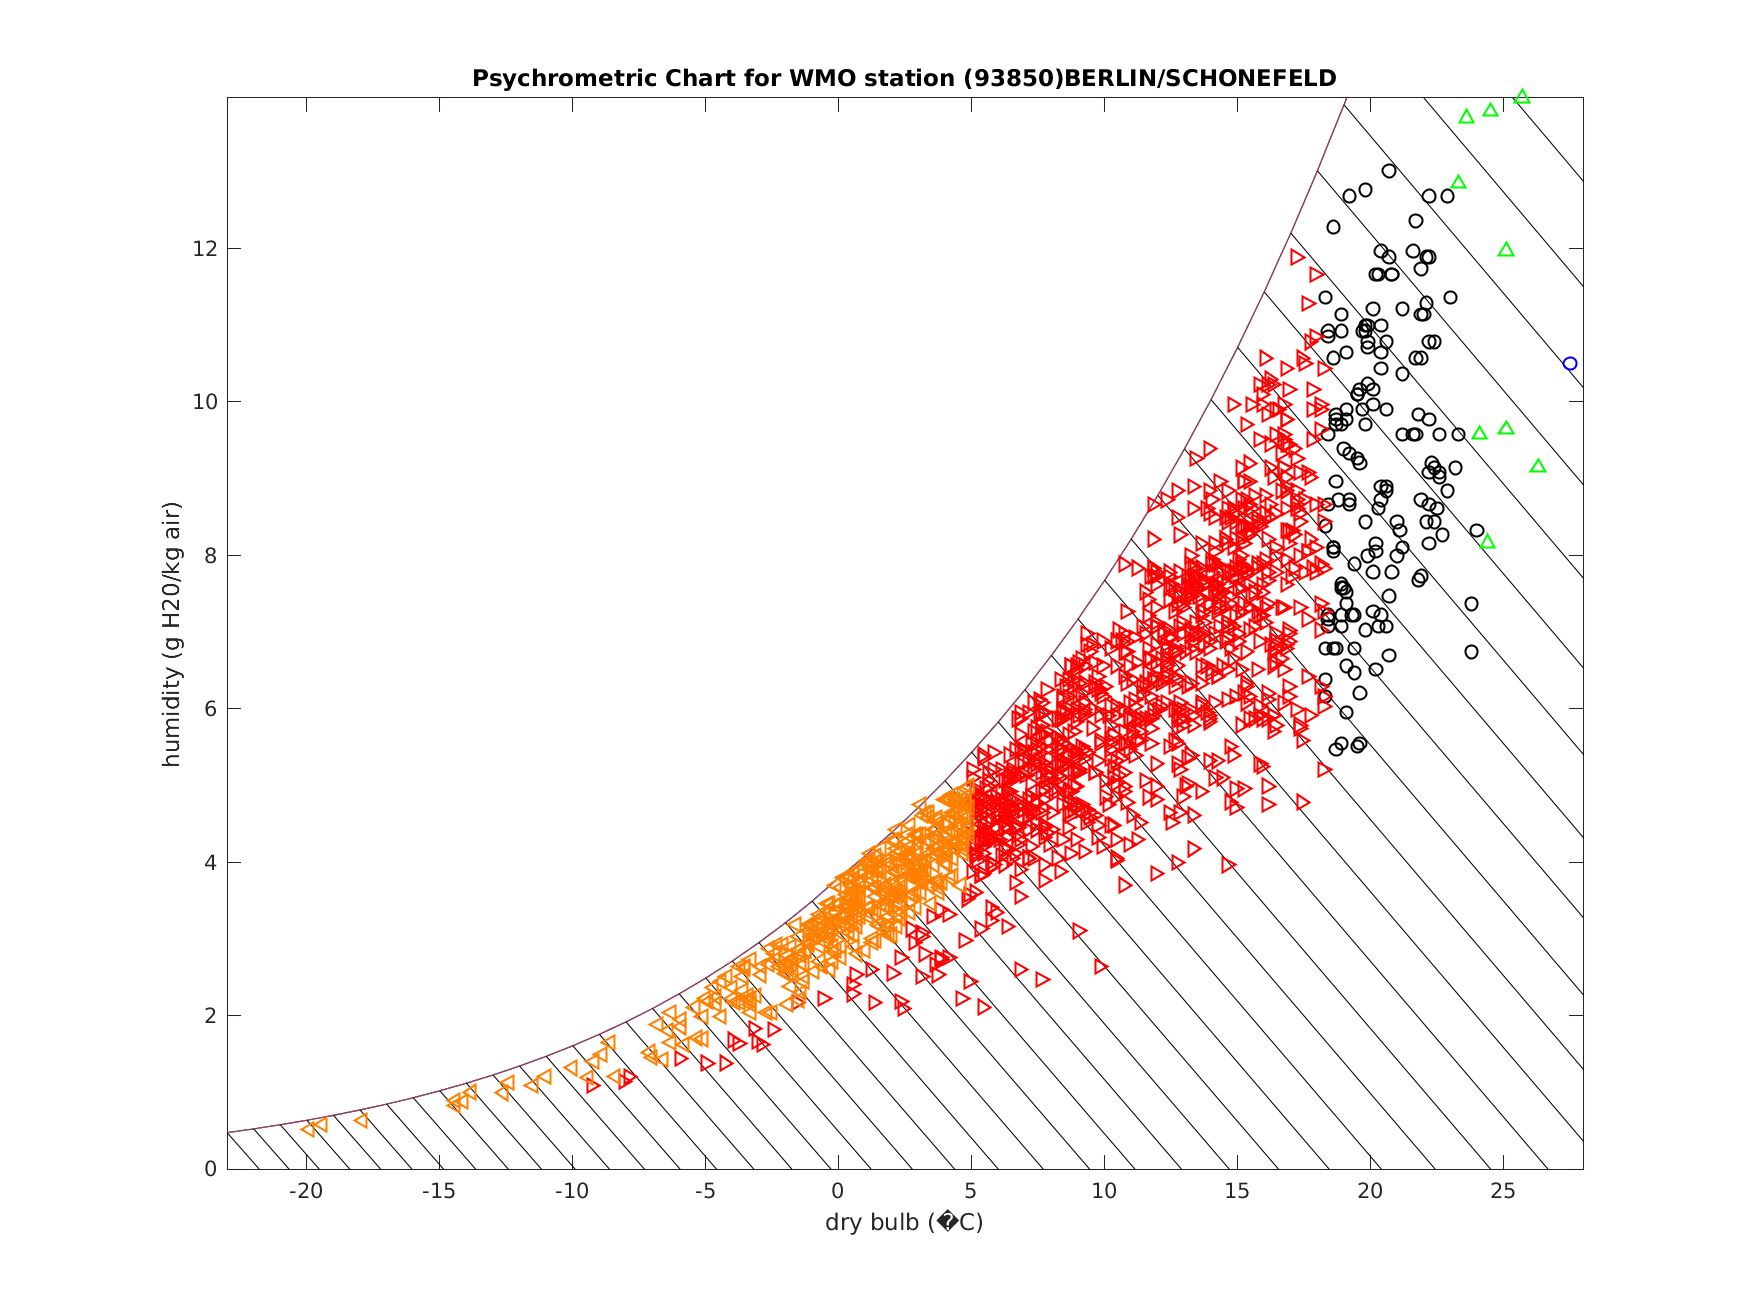 Psychrometric Chart for WMO station (93850)BERLIN/SCHONEFELD
humidity (g H20/kg air)
12
10
8
6
4
2
0
-20 -15 -10 -5 0 5 10 15 20 25
dry bulb (�C)